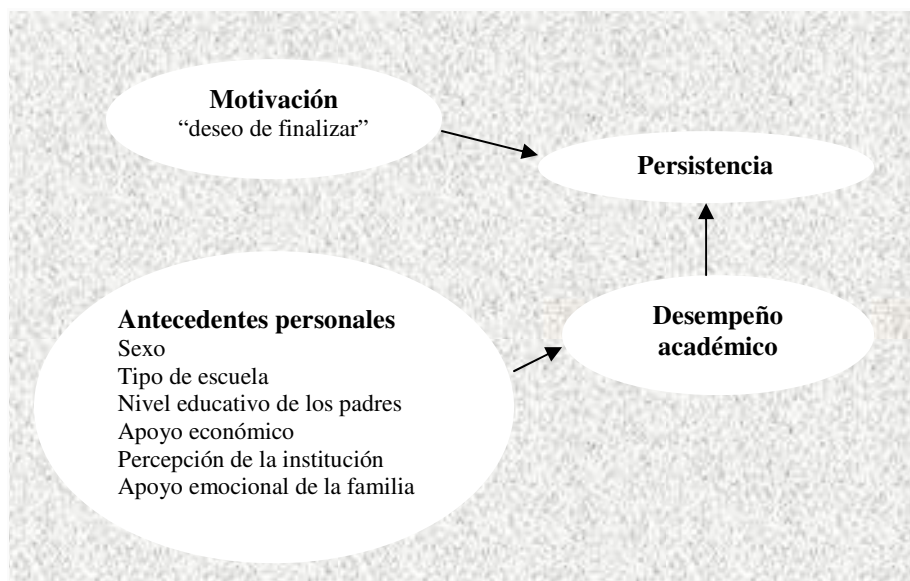 Motivación
“deseo de finalizar”
Persistencia
Antecedentes personales
Sexo
Tipo de escuela
Nivel educativo de los padres
Apoyo económico
Percepción de la institución
Apoyo emocional de la familia
Desempeño
académico